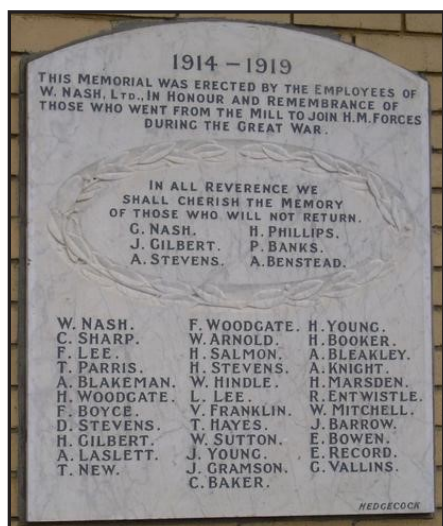 1914 – 1919
THIS MEMORIAL WAS ERECTED BY THE EMPLOYEES OF
W. NASH, LTD., IN HONOUR AND REMEMBRANCE OF
THOSE WHO WENT FROM THE MILL TO JOIN H.M. FORCES
DURING THE GREAT WAR.
IN ALL REVERENCE WE
SHALL CHERISH THE MEMORY
OF THOSE WHO WILL NOT RETURN.
G. NASH. H. PHILLIPS.
J. GILBERT. P. BANKS.
A. STEVENS. A. BENSTEAD.
W. NASH.
C. SHARP.
F. LEE.
T. PARRIS.
A. BLAKEMAN.
H. WOODGATE.
F. BOYCE.
D. STEVENS.
H. GILBERT.
A. LASLETT.
T. NEW.
F. WOODGATE.
W. ARNOLD.
H. SALMON.
H. STEVENS.
W. HINDLE.
L. LEE.
V. FRANKLIN.
T. HAYES.
W. SUTTON.
J. YOUNG.
J. GRAMSON.
C. BAKER.
H. YOUNG.
H. BOOKER.
A. BLEAKLEY.
A. KNIGHT.
H. MARSDEN.
R. ENTWISTLE.
W. MITCHELL.
J. BARROW.
E. BOWEN.
E. RECORD.
G. VALLINS.
HEDGECOCK